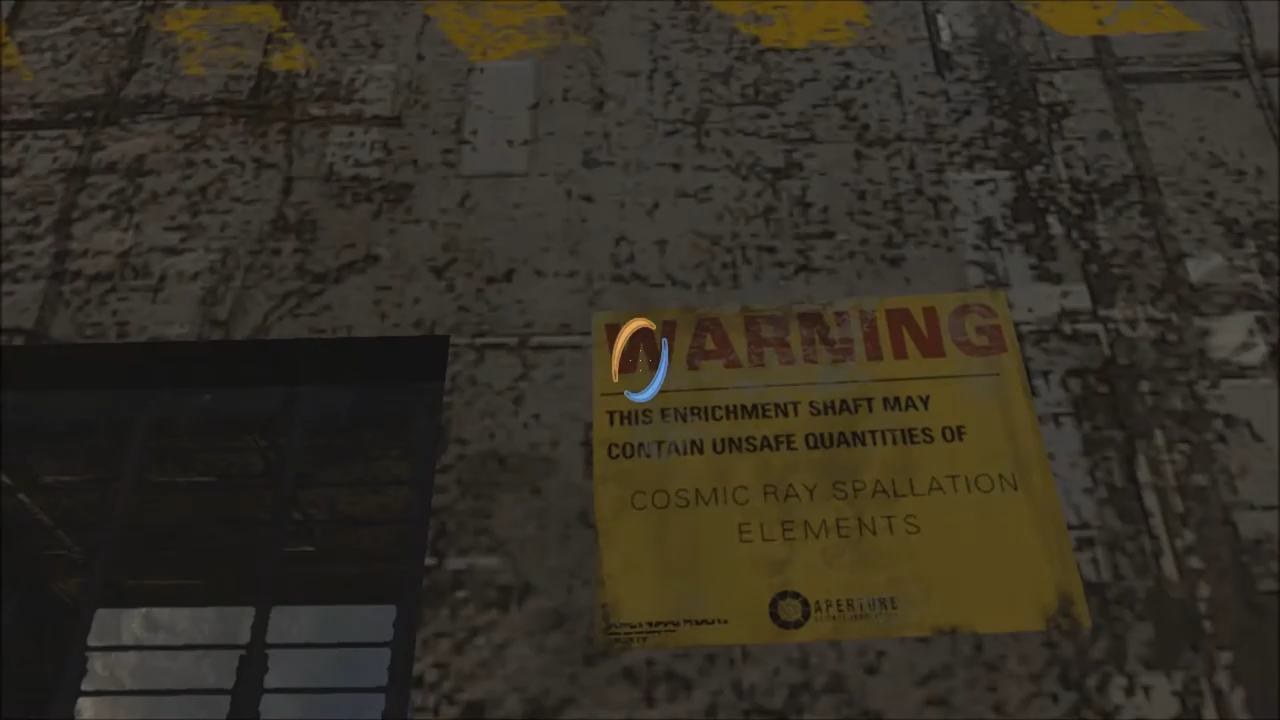 WARNING
THIS ENRICHMENT SHAFT MAY
CONTAIN UNSAFE QUANTITIES OF
COSMIC RAY SPALLATION
ELEMENTS
APERTURE